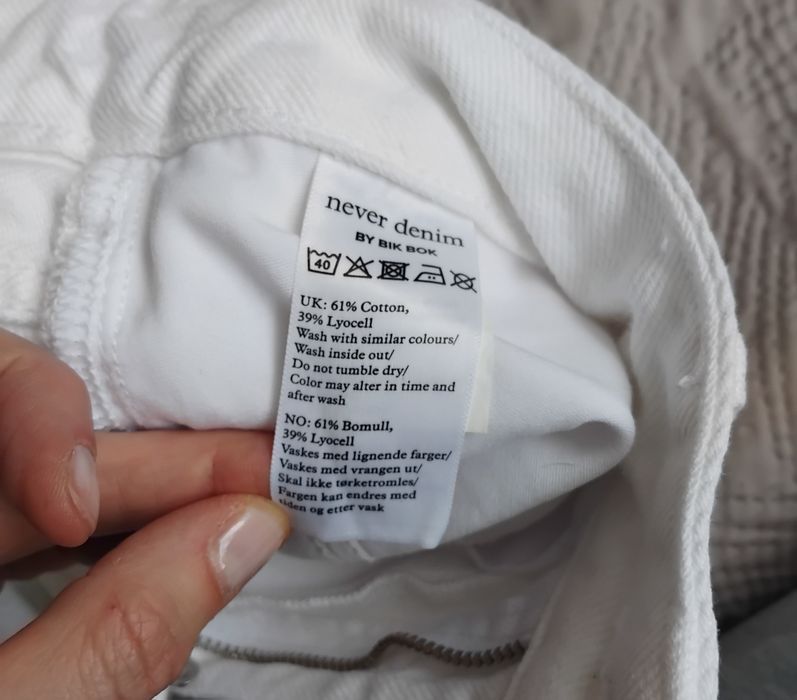 never denim
BY BIK BOK
40
UK: 61% Cotton,
39% Lyocell
Wash with similar colours/
Wash inside out/
Do not tumble dry/
Color may alter in time and
after wash
NO: 61% Bomull,
39% Lyocell
Vaskes med lignende farger/
Vaskes med vrangen ut/
Skal ikke tørketromles/
Fargen kan endres med
tiden og etter vask